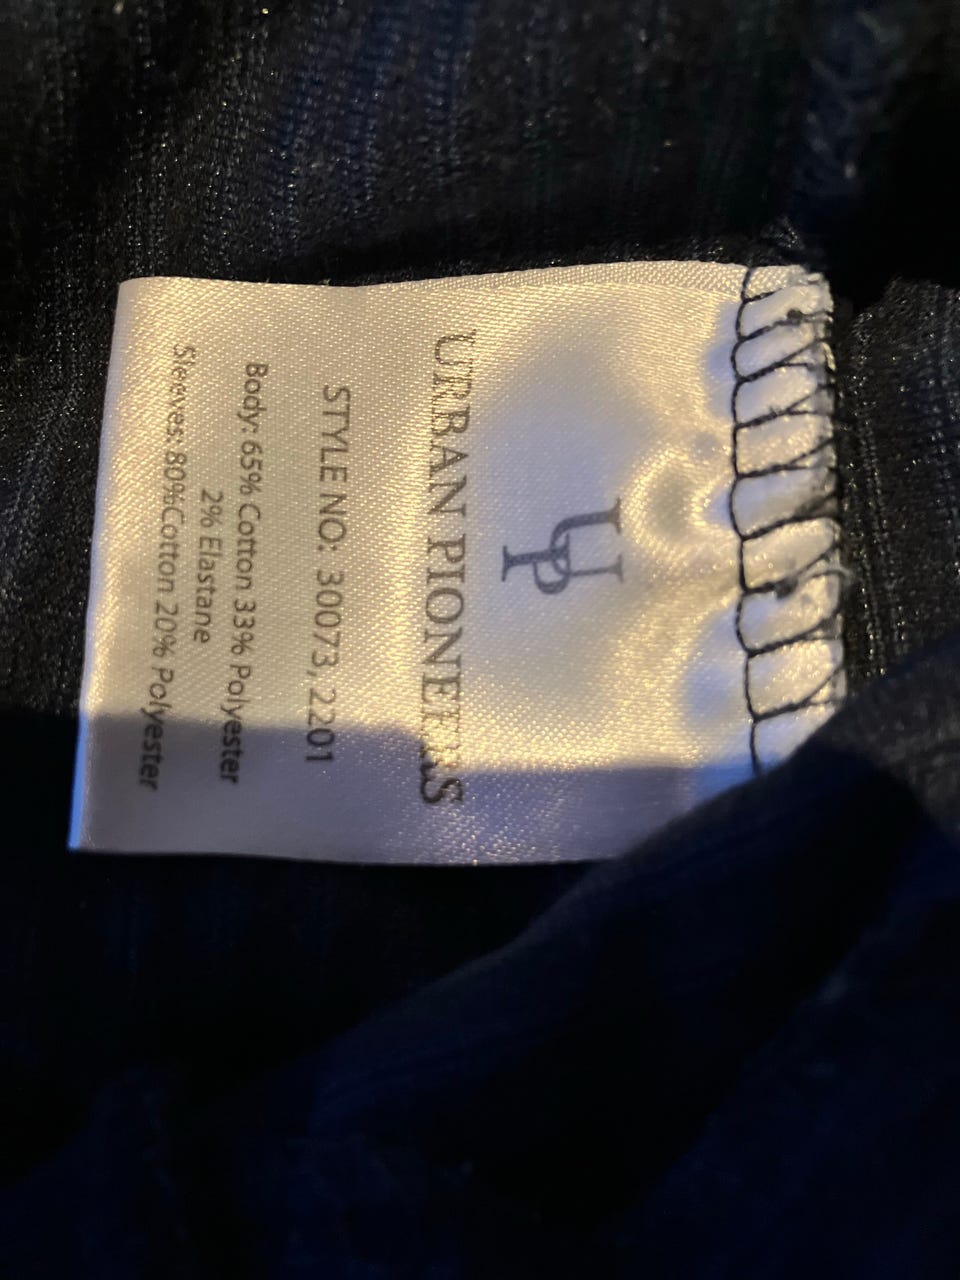 UP
URBAN PIONEERS
STYLE NO: 30073, 2201
Body: 65% Cotton 33% Polyester
2% Elastane
Sleeves: 80%Cotton 20% Polyester